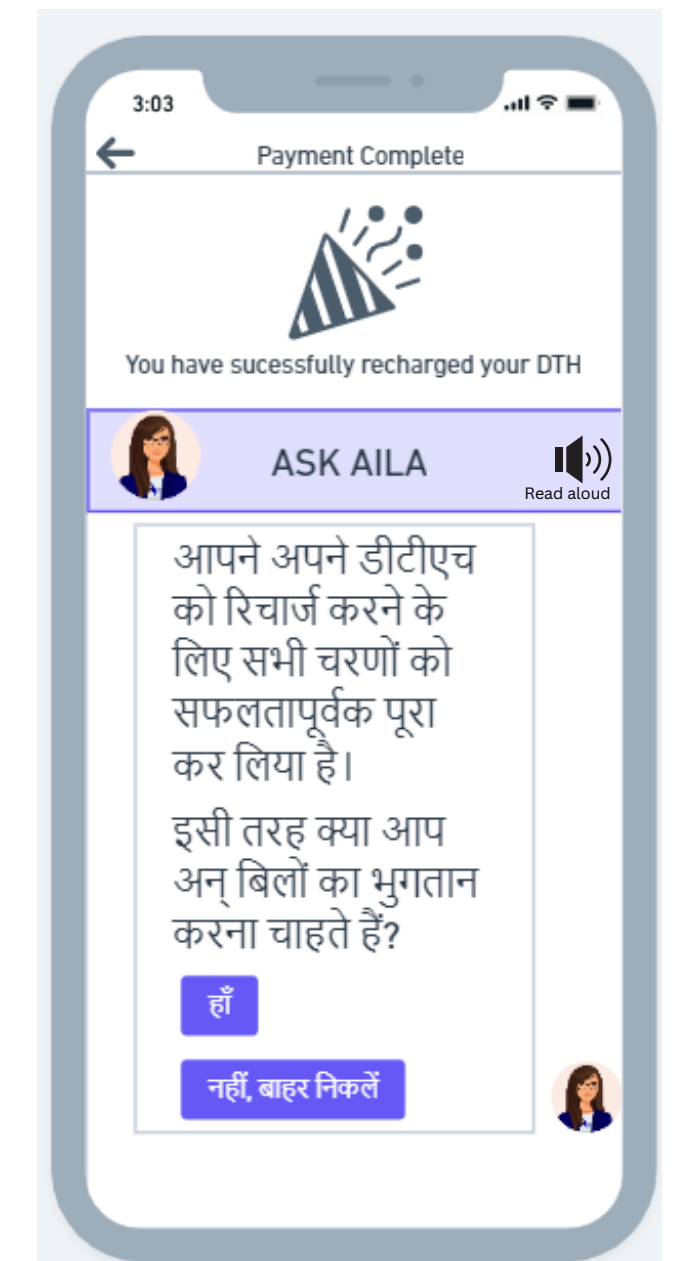 3:03
Payment Complete
You have sucessfully recharged your DTH
ASK AILA
Read aloud
आपने अपने डीटीएच
को रिचार्ज करने के
लिए सभी चरणों को
सफलतापूर्वक पूरा
कर लिया है।
इसी तरह क्या आप
अन् बिलों का भुगतान
करना चाहते हैं?
हाँ
नहीं, बाहर निकलें